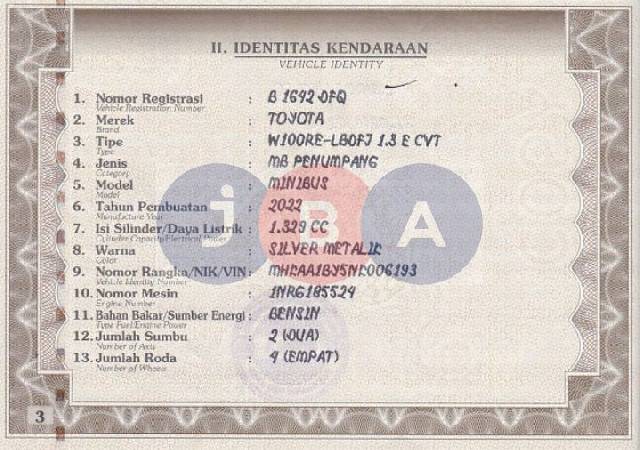 II. IDENTITAS KENDARAAN
VEHICLE IDENTITY
1. Nomor Registrasi : B 1692 DFQ
Vehicle Registration Number
2. Merek : TOYOTA
Brand
3. Tipe : W100RE-LBDFJ 1.3 E CVT
Type
4. Jenis : MB PENUMPANG
Category
5. Model : MINIBUS
Model
6. Tahun Pembuatan : 2022
Manufacture Year
7. Isi Silinder/Daya Listrik : 1.329 CC
Cylinder Capacity/Electrical Power
8. Warna : SILVER METALIK
Color
9. Nomor Rangka/NIK/VIN :
Vehicle Identity Number
10. Nomor Mesin : 1NRG185529
Engine Number
11. Bahan Bakar/Sumber Energi : BENSIN
Type Fuel/Engine Power
12. Jumlah Sumbu : 2 (DUA)
Number of Axis
13. Jumlah Roda : 4 (EMPAT)
Number of Wheels
iBA
3